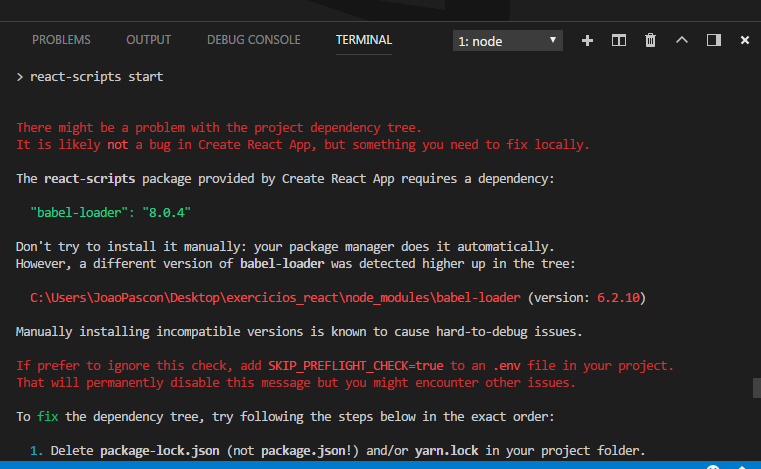 PROBLEMS OUTPUT DEBUG CONSOLE TERMINAL 1: node
> react-scripts start
There might be a problem with the project dependency tree.
It is likely not a bug in Create React App, but something you need to fix locally.
The react-scripts package provided by Create React App requires a dependency:
"babel-loader": "8.0.4"
Don't try to install it manually: your package manager does it automatically.
However, a different version of babel-loader was detected higher up in the tree:
C:\Users\JoaoPascon\Desktop\exercicios_react\node_modules\babel-loader (version: 6.2.10)
Manually installing incompatible versions is known to cause hard-to-debug issues.
If prefer to ignore this check, add SKIP_PREFLIGHT_CHECK=true to an .env file in your project.
That will permanently disable this message but you might encounter other issues.
To fix the dependency tree, try following the steps below in the exact order:
1. Delete package-lock.json (not package.json!) and/or yarn.lock in your project folder.